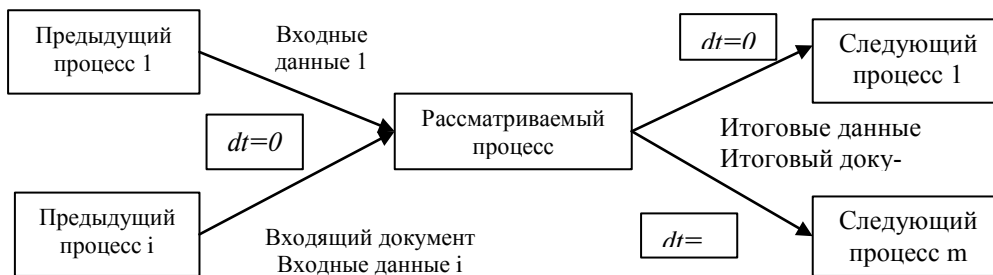 Предыдущий
процесс 1
Входные
данные 1
dt=0
Следующий
процесс 1
dt=0
Рассматриваемый
процесс
Итоговые данные
Итоговый доку-
Предыдущий
процесс i
Входящий документ
Входные данные i
dt=
Следующий
процесс m